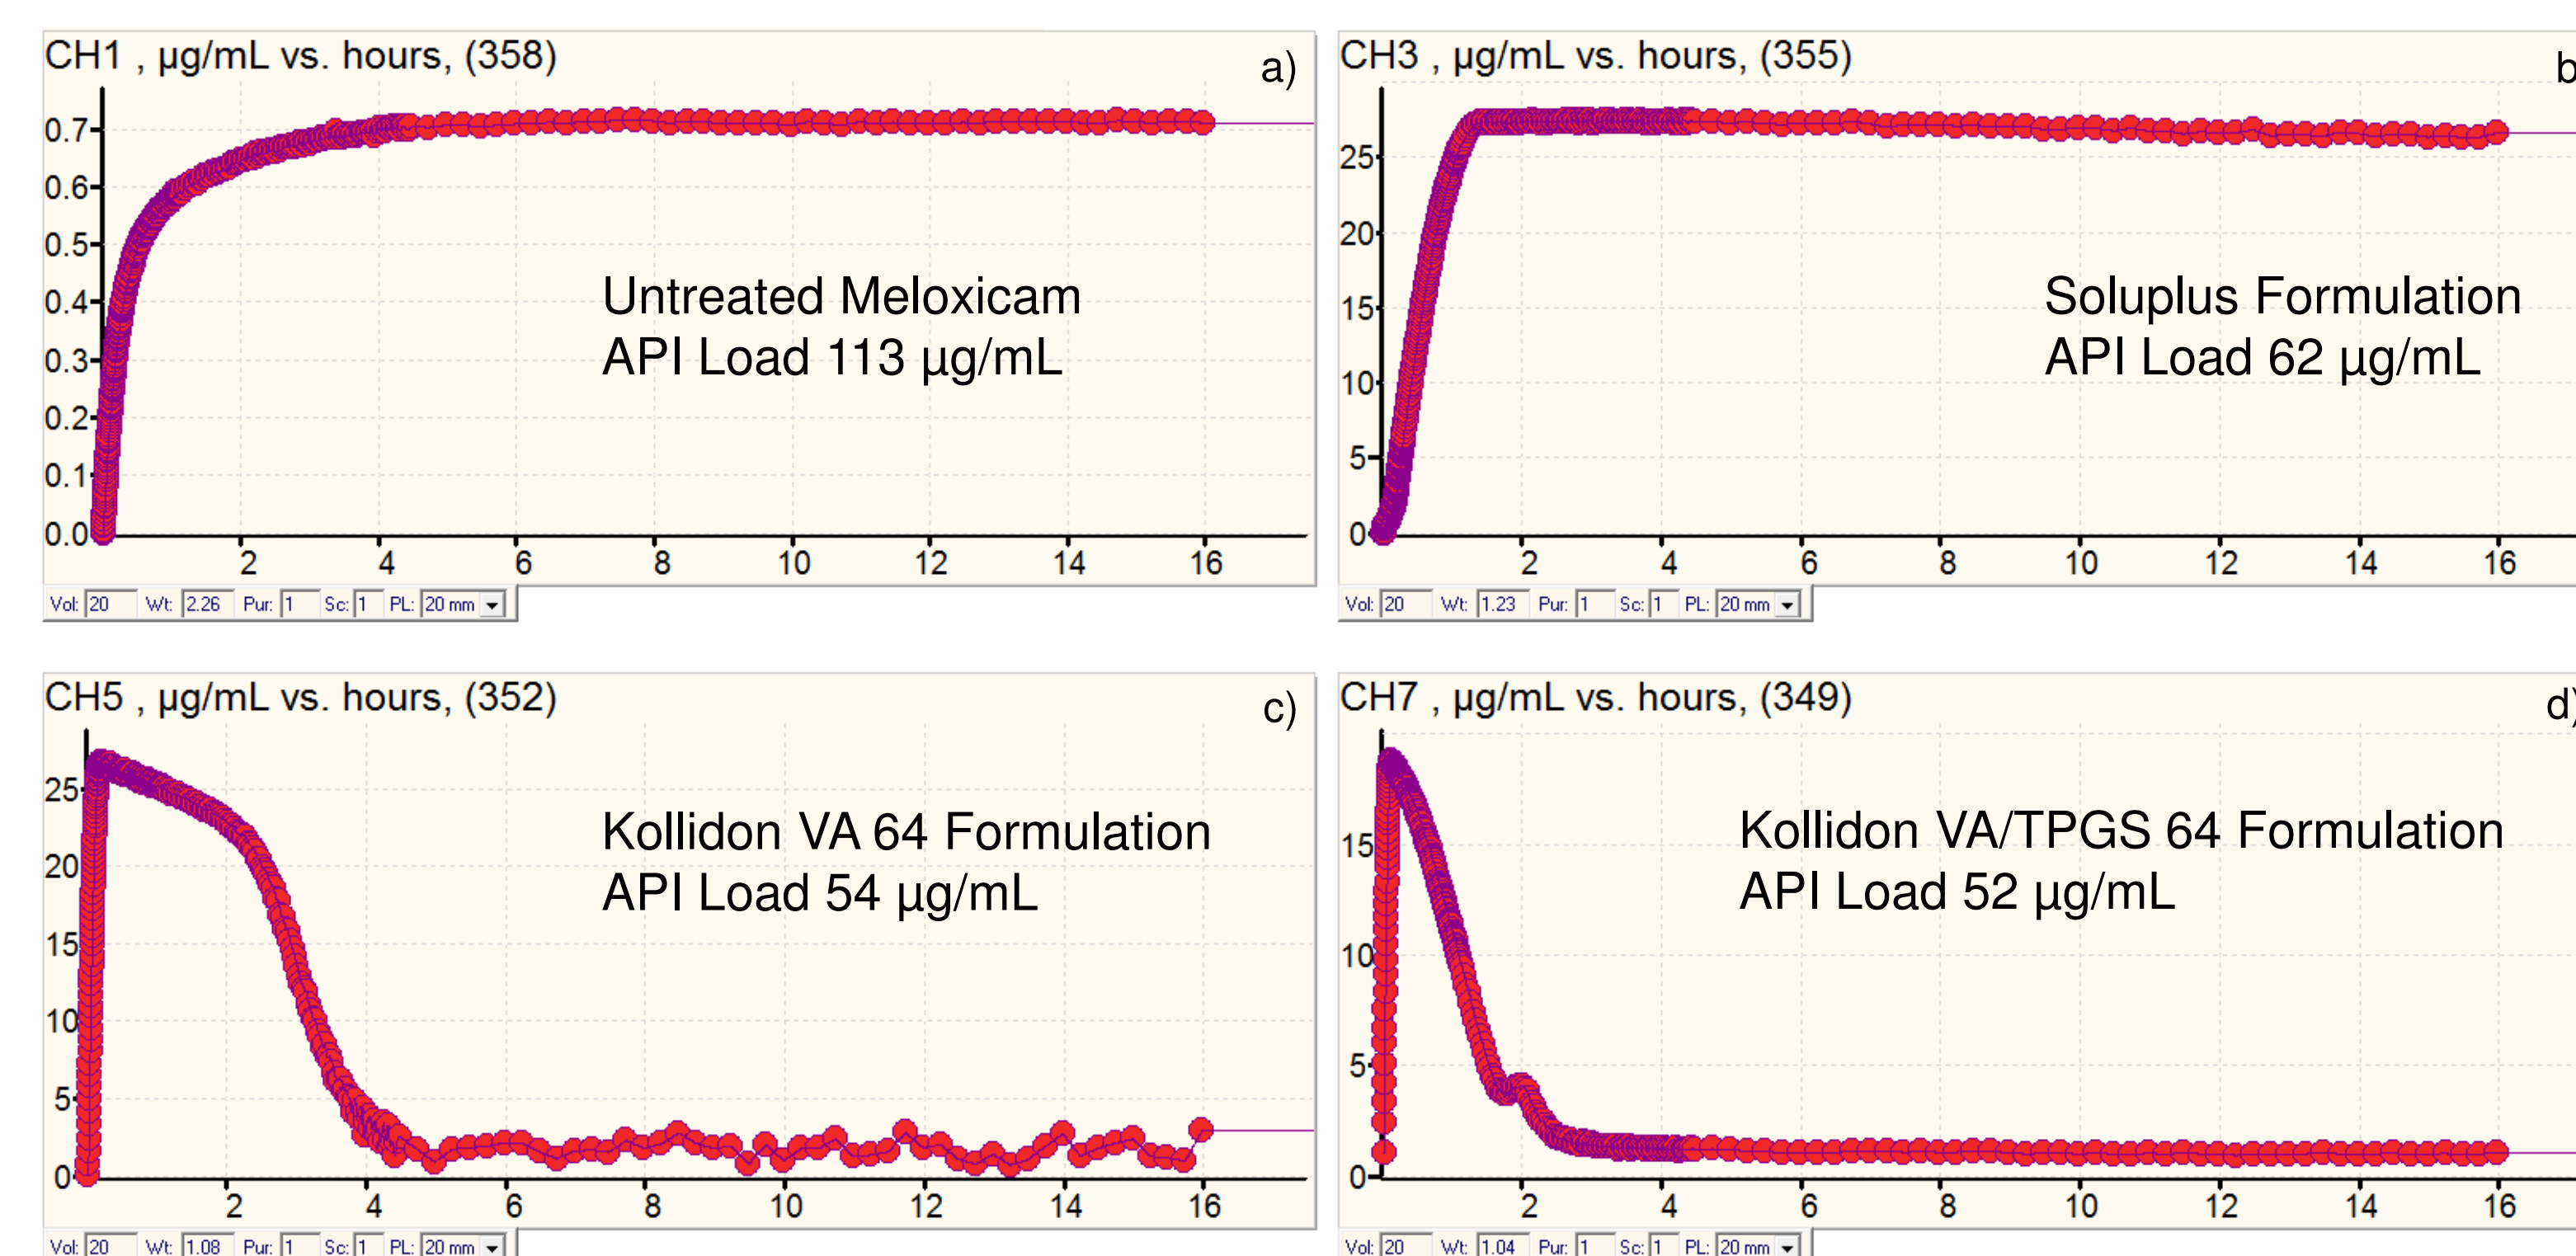 CH1 , µg/mL vs. hours, (358)
a)
0.7
0.6
0.5
0.4
0.3
0.2
0.1
0.0
Untreated Meloxicam
API Load 113 µg/mL
2 4 6 8 10 12 14 16
Vol: 20 Wt: 2.26 Pur: 1 Sc: 1 PL: 20 mm
CH3 , µg/mL vs. hours, (355)
b
25
20
15
10
5
0
Soluplus Formulation
API Load 62 µg/mL
2 4 6 8 10 12 14 16
Vol: 20 Wt: 1.23 Pur: 1 Sc: 1 PL: 20 mm
CH5 , µg/mL vs. hours, (352)
c)
25
20
15
10
5
0
Kollidon VA 64 Formulation
API Load 54 µg/mL
2 4 6 8 10 12 14 16
Vol: 20 Wt: 1.08 Pur: 1 Sc: 1 PL: 20 mm
CH7 , µg/mL vs. hours, (349)
d)
15
10
5
0
Kollidon VA/TPGS 64 Formulation
API Load 52 µg/mL
2 4 6 8 10 12 14 16
Vol: 20 Wt: 1.04 Pur: 1 Sc: 1 PL: 20 mm